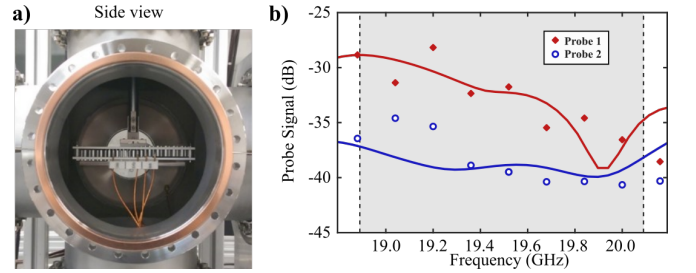 a)
Side view
b)
-25
-30
-35
-40
-45
Probe Signal (dB)
Probe 1
Probe 2
19.0
19.2
19.4
19.6
19.8
20.0
Frequency (GHz)